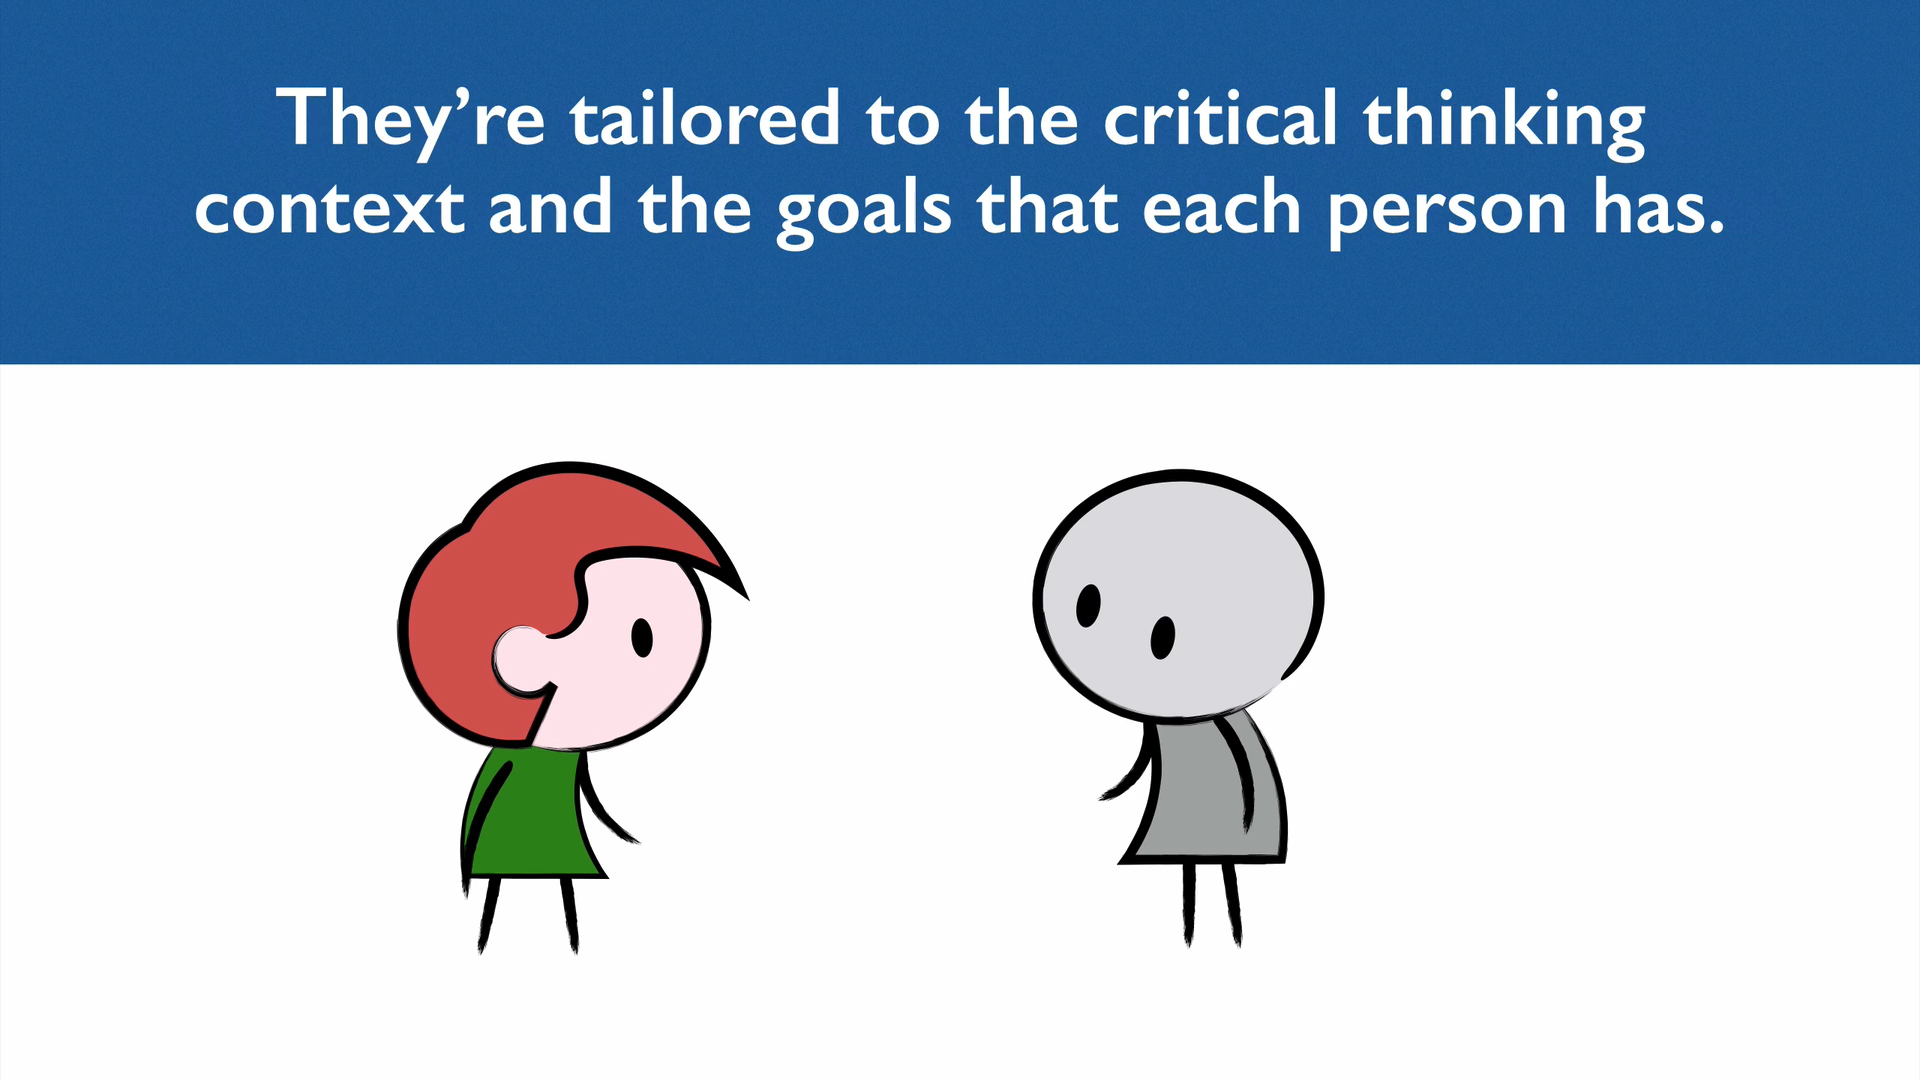 They’re tailored to the critical thinking
context and the goals that each person has.